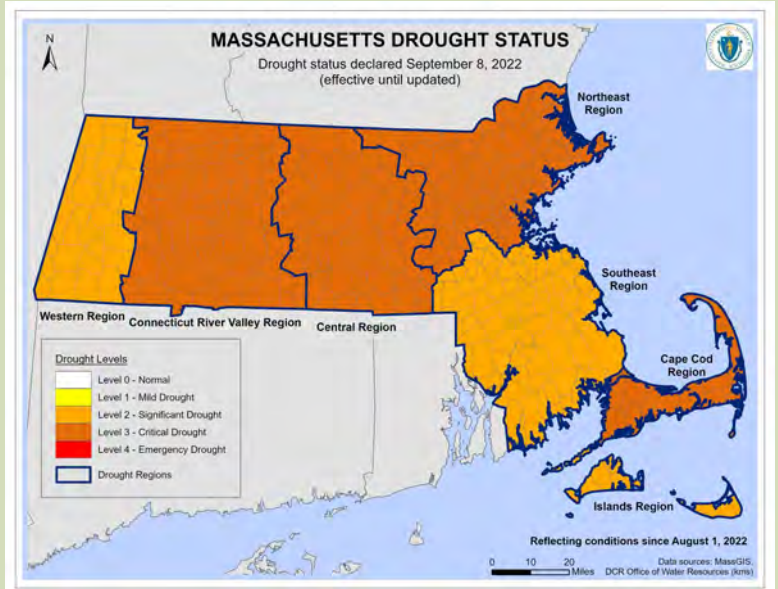 MASSACHUSETTS DROUGHT STATUS
Drought status declared September 8, 2022
(effective until updated)
N
Northeast
Region
Southeast
Region
Western Region
Connecticut River Valley Region
Central Region
Cape Cod
Region
Drought Levels
Level 0 - Normal
Level 1 - Mild Drought
Level 2 - Significant Drought
Level 3 - Critical Drought
Level 4 - Emergency Drought
Drought Regions
Islands Region
Reflecting conditions since August 1, 2022
0 10 20
Miles
Data sources: MassGIS,
DCR Office of Water Resources (kms)